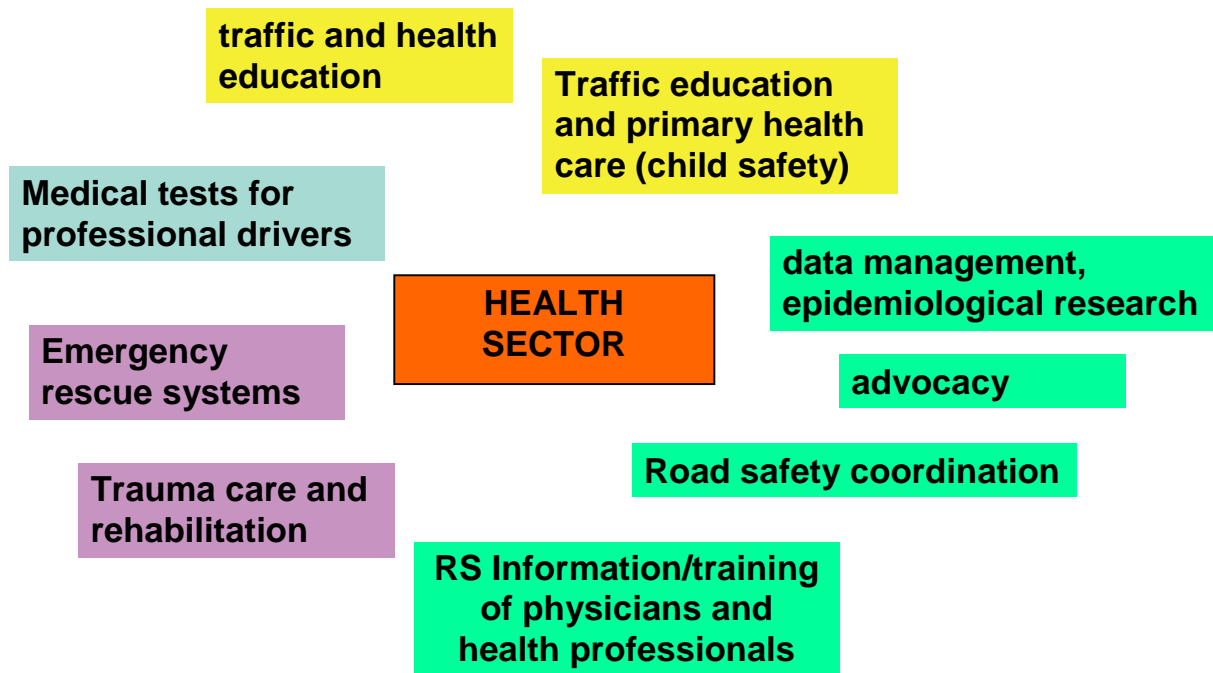 traffic and health
education
Traffic education
and primary health
care (child safety)
Medical tests for
professional drivers
data management,
epidemiological research
HEALTH
SECTOR
Emergency
rescue systems
advocacy
Road safety coordination
Trauma care and
rehabilitation
RS Information/training
of physicians and
health professionals